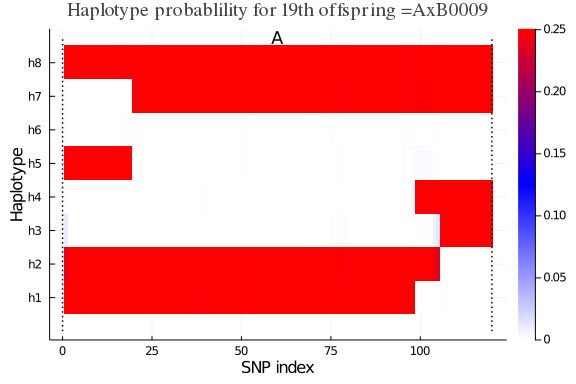 Haplotype probablility for 19th offspring =AxB0009
A
h8
h7
h6
h5
h4
h3
h2
h1
Haplotype
0
25
50
75
100
SNP index
0.25
0.20
0.15
0.10
0.05
0